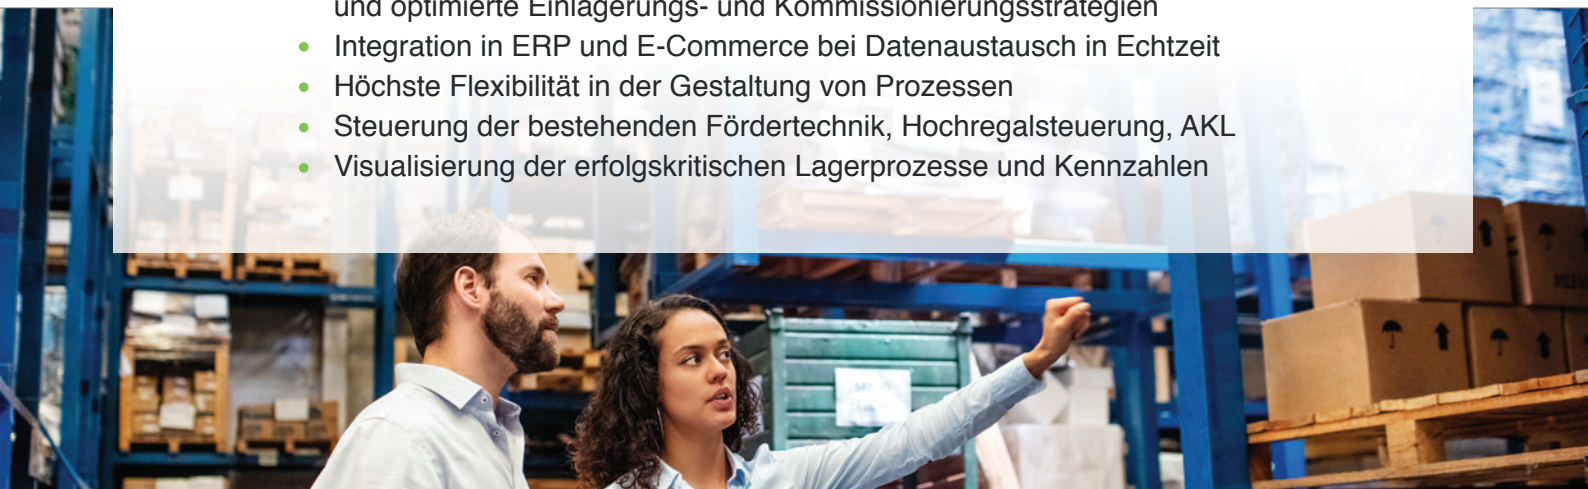 und optimierte Einlagerungs- und Kommissionierungsstrategien
• Integration in ERP und E-Commerce bei Datenaustausch in Echtzeit
• Höchste Flexibilität in der Gestaltung von Prozessen
• Steuerung der bestehenden Fördertechnik, Hochregalsteuerung, AKL
• Visualisierung der erfolgskritischen Lagerprozesse und Kennzahlen